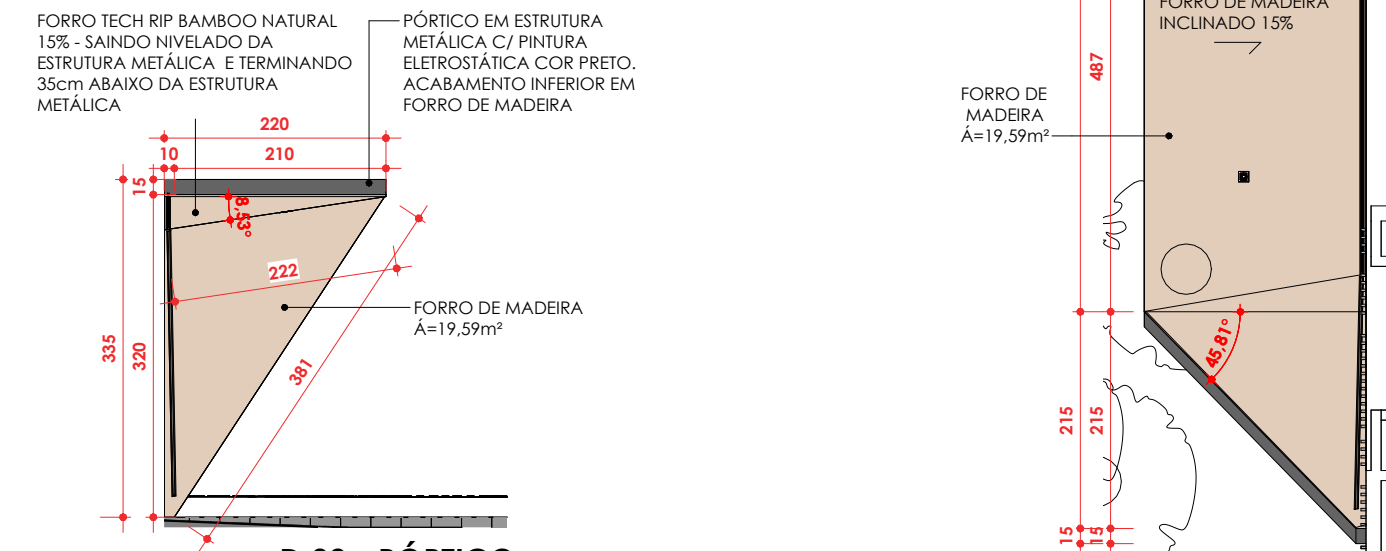 FORRO TECH RIP BAMBOO NATURAL
15% - SAINDO NIVELADO DA
ESTRUTURA METÁLICA E TERMINANDO
35cm ABAIXO DA ESTRUTURA
METÁLICA
PÓRTICO EM ESTRUTURA
METÁLICA C/ PINTURA
ELETROSTÁTICA COR PRETO.
ACABAMENTO INFERIOR EM
FORRO DE MADEIRA
220
10
210
15
8,53°
222
FORRO DE MADEIRA
Á=19,59m²
335
320
381
FORRO DE MADEIRA
INCLINADO 15%
487
FORRO DE
MADEIRA
Á=19,59m²
45,81°
215
215
15
15